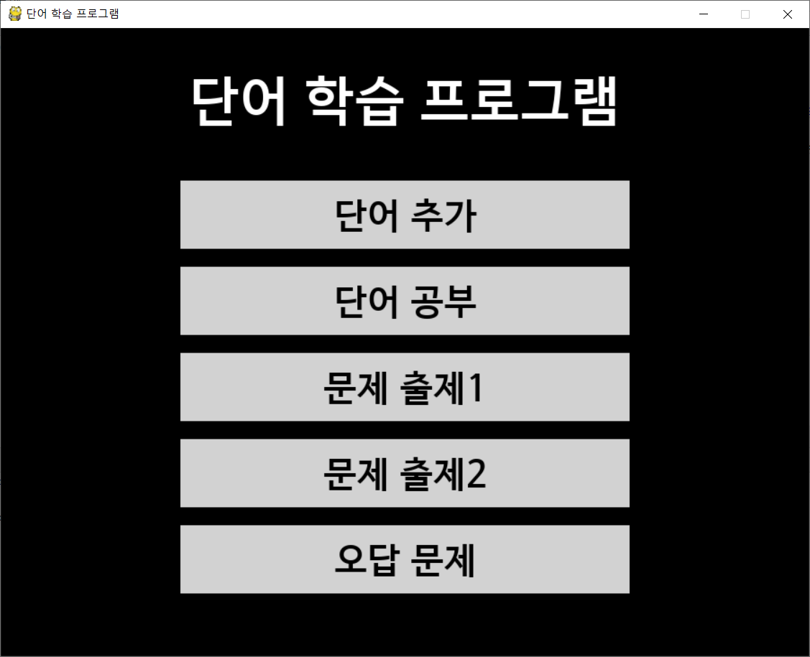 단어 학습 프로그램
단어 학습 프로그램
단어 추가
단어 공부
문제 출제1
문제 출제2
오답 문제